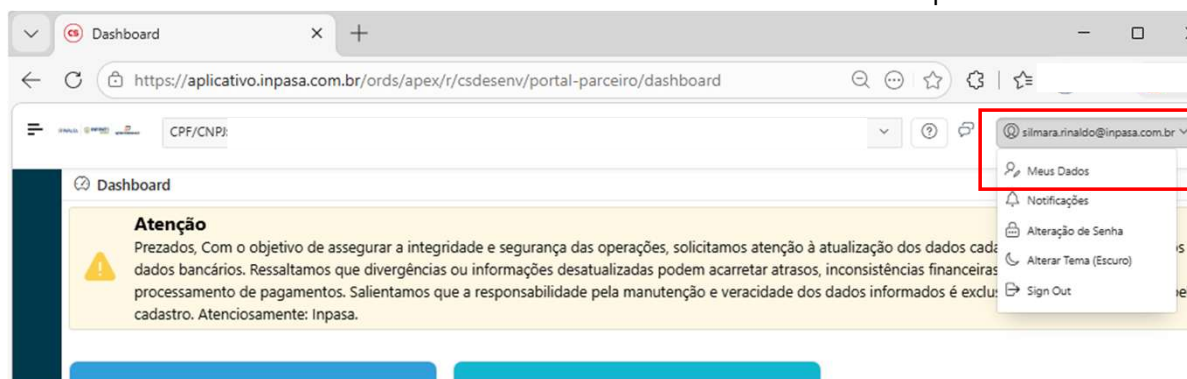 Dashboard
https://aplicativo.inpasa.com.br/ords/apex/r/csdesenv/portal-parceiro/dashboard
CPF/CNPJ:
silmara.rinaldo@inpasa.com.br
Meus Dados
Notificações
Alteração de Senha
Alterar Tema (Escuro)
Sign Out
Dashboard
Atenção
Prezados, Com o objetivo de assegurar a integridade e segurança das operações, solicitamos atenção à atualização dos dados cada
dados bancários. Ressaltamos que divergências ou informações desatualizadas podem acarretar atrasos, inconsistências financeiras
processamento de pagamentos. Salientamos que a responsabilidade pela manutenção e veracidade dos dados informados é exclu
cadastro. Atenciosamente: Inpasa.